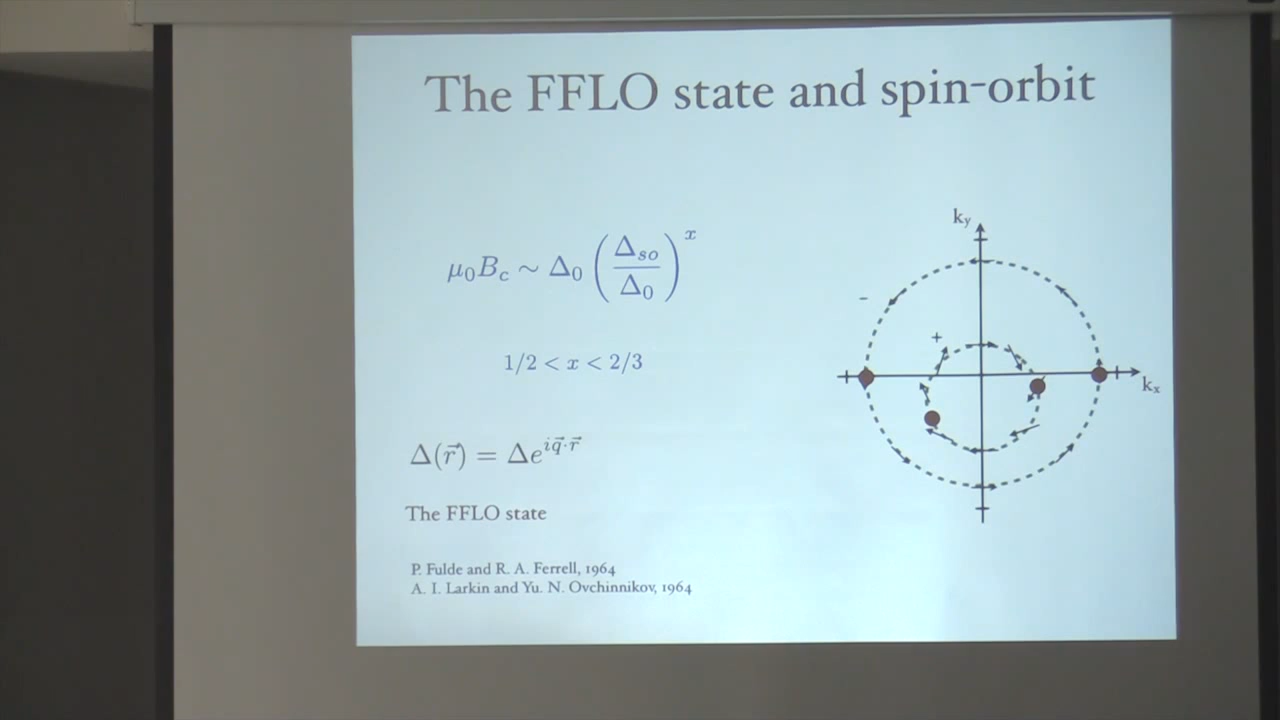 The FFLO state and spin-orbit
μ₀B_c ~ Δ₀ (Δ_so / Δ₀)^x
1/2 < x < 2/3
Δ(r⃗) = Δe^{iq⃗·r⃗}
The FFLO state
P. Fulde and R. A. Ferrell, 1964
A. I. Larkin and Yu. N. Ovchinnikov, 1964
k_y
-
+
k_x